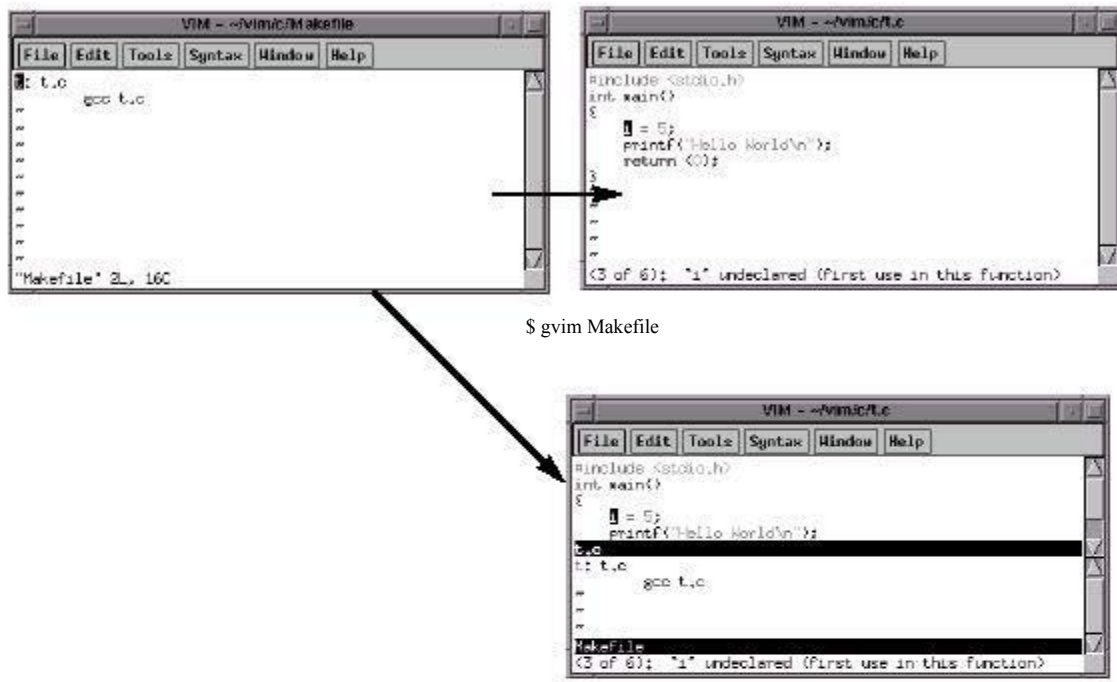 VIM - ~/vim/c/Makefile
File Edit Tools Syntax Window Help
t: t.c
gcc t.c
~
~
~
~
~
~
~
~
~
~
"Makefile" 2L, 16C
VIM - ~/vim/c/t.c
File Edit Tools Syntax Window Help
#include <stdio.h>
int main()
{
i = 5;
printf("Hello World\n");
return (0);
}
~
~
~
~
~
(3 of 6): `i' undeclared (first use in this function)
$ gvim Makefile
VIM - ~/vim/c/t.c
File Edit Tools Syntax Window Help
#include <stdio.h>
int main()
{
i = 5;
printf("Hello World\n");
t.c
t: t.c
gcc t.c
~
~
~
Makefile
(3 of 6): `i' undeclared (first use in this function)